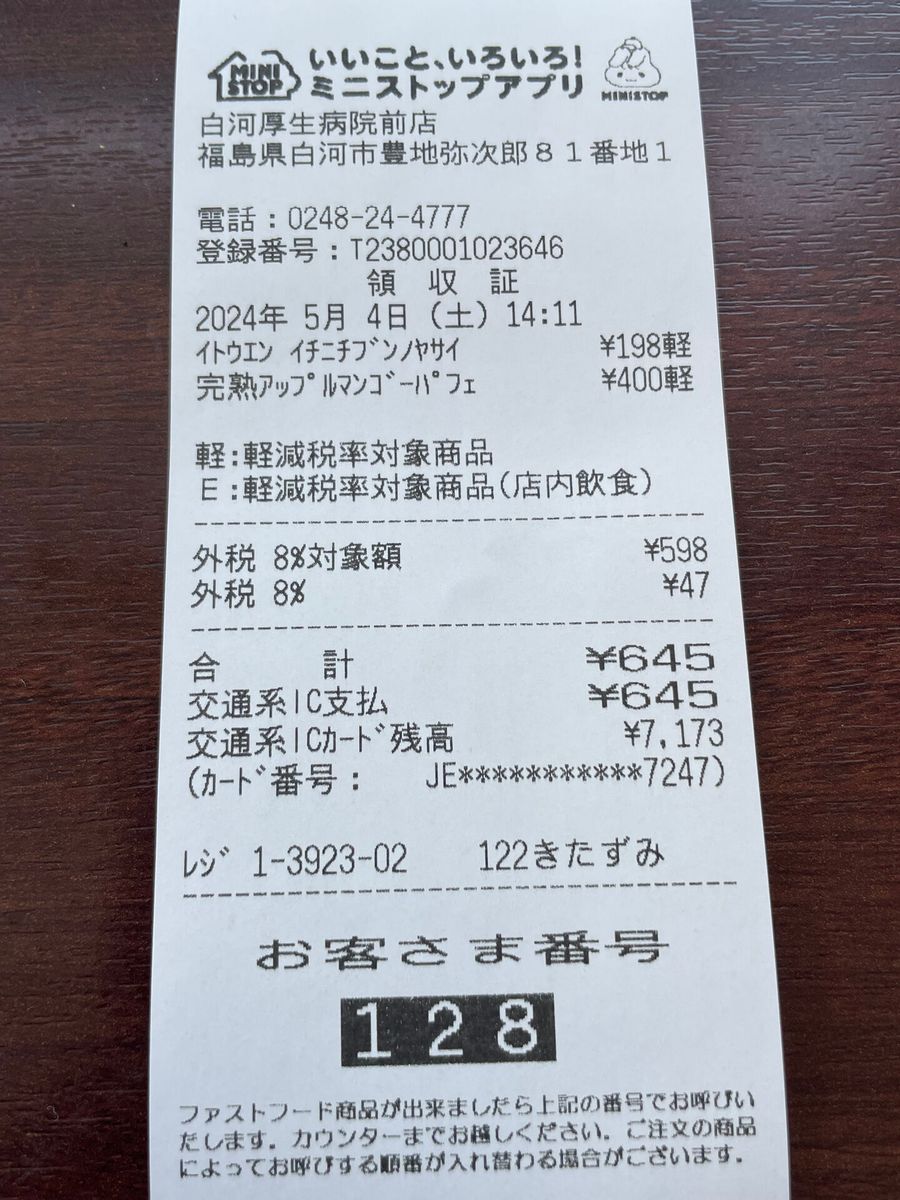 MINI STOP いいこと、いろいろ!
ミニストップアプリ
MINISTOP
白河厚生病院前店
福島県白河市豊地弥次郎81番地1
電話:0248-24-4777
登録番号:T2380001023646
領 収 証
2024年 5月 4日 (土) 14:11
イトウエン イチニチブンノヤサイ ¥198軽
完熟アップルマンゴーパフェ ¥400軽
軽:軽減税率対象商品
E:軽減税率対象商品(店内飲食)
外税 8%対象額 ¥598
外税 8% ¥47
合 計 ¥645
交通系IC支払 ¥645
交通系ICカード残高 ¥7,173
(カード番号: JE***********7247)
レジ 1-3923-02 122きたずみ
お客さま番号
128
ファストフード商品が出来ましたら上記の番号でお呼びい
たします。カウンターまでお越しください。ご注文の商品
によってお呼びする順番が入れ替わる場合がございます。